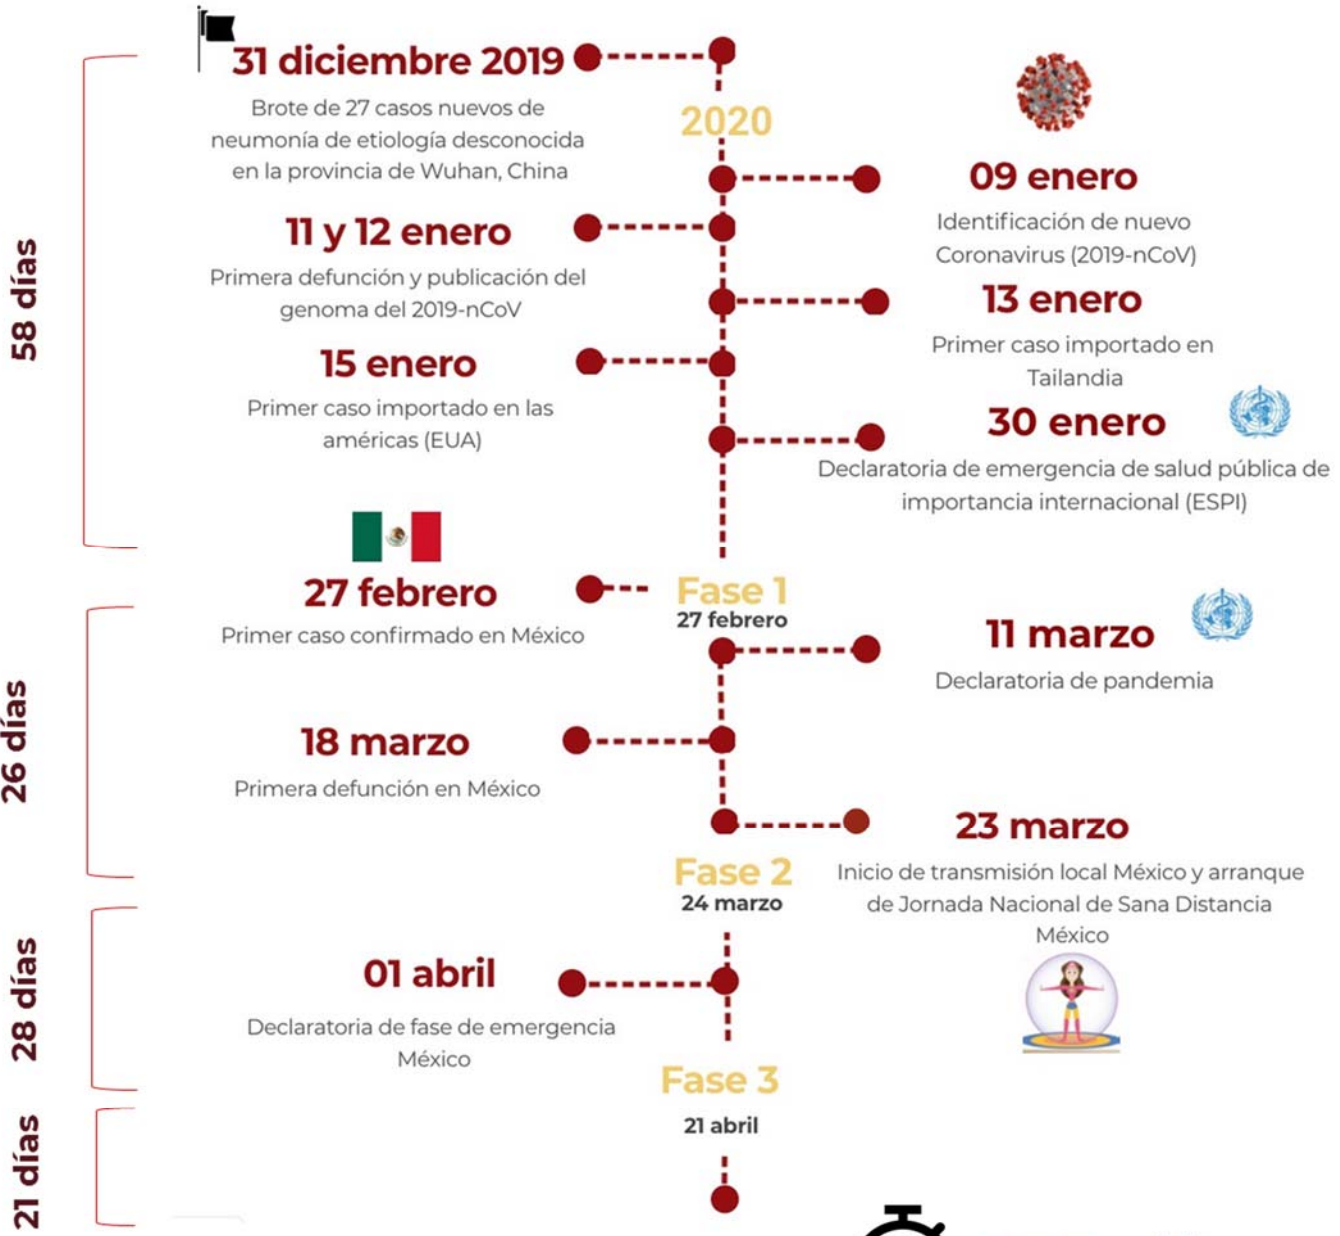 31 diciembre 2019
Brote de 27 casos nuevos de
neumonía de etiología desconocida
en la provincia de Wuhan, China
2020
09 enero
Identificación de nuevo
Coronavirus (2019-nCoV)
11 y 12 enero
Primera defunción y publicación del
genoma del 2019-nCoV
13 enero
Primer caso importado en
Tailandia
15 enero
Primer caso importado en las
américas (EUA)
30 enero
Declaratoria de emergencia de salud pública de
importancia internacional (ESPI)
58 días
27 febrero
Primer caso confirmado en México
Fase 1
27 febrero
11 marzo
Declaratoria de pandemia
18 marzo
Primera defunción en México
23 marzo
Inicio de transmisión local México y arranque
de Jornada Nacional de Sana Distancia
México
26 días
Fase 2
24 marzo
01 abril
Declaratoria de fase de emergencia
México
28 días
Fase 3
21 abril
21 días